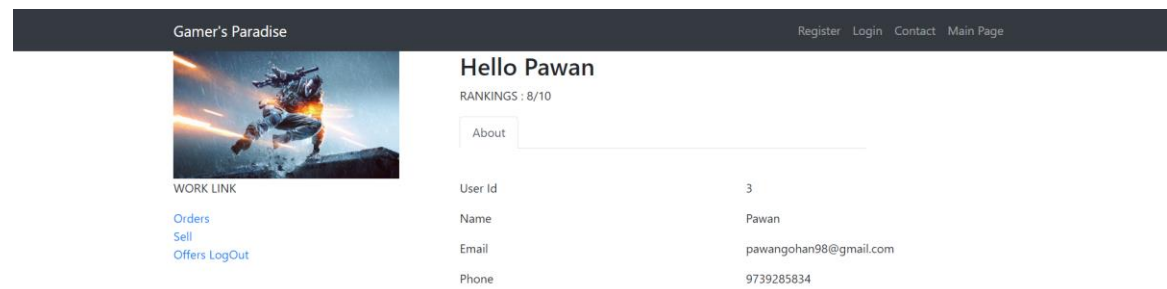 Gamer's Paradise Register Login Contact Main Page
Hello Pawan
RANKINGS : 8/10
About
WORK LINK
Orders
Sell
Offers LogOut
User Id 3
Name Pawan
Email pawangohan98@gmail.com
Phone 9739285834